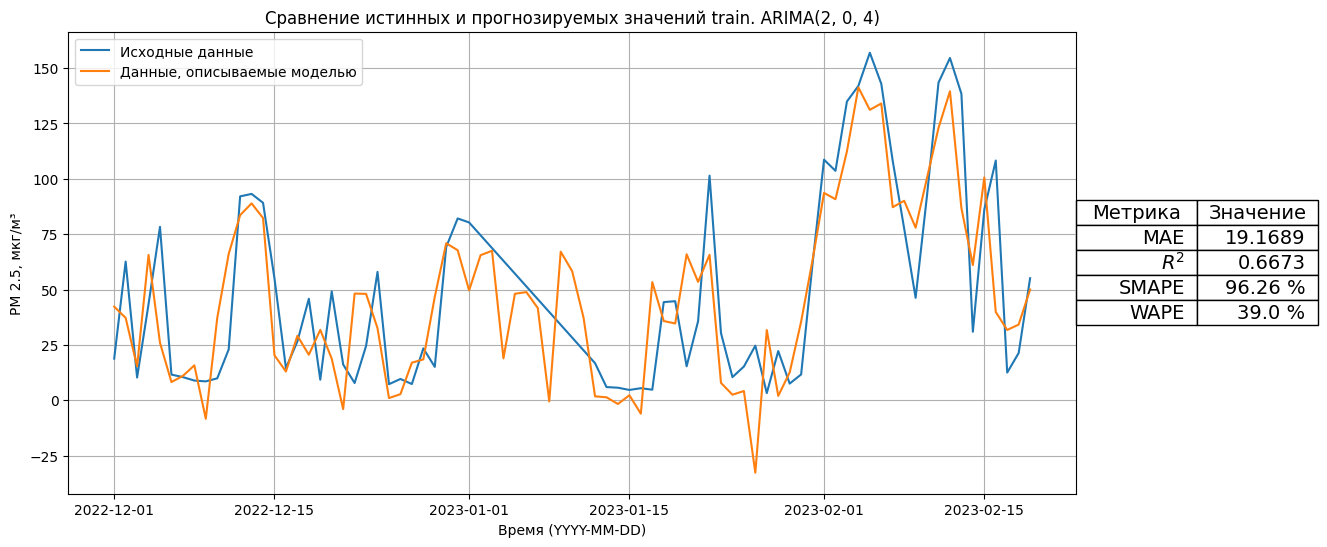 Сравнение истинных и прогнозируемых значений train. ARIMA(2, 0, 4)
Исходные данные
Данные, описываемые моделью
PM 2.5, мкг/м³
150
125
100
75
50
25
0
−25
2022-12-01 2022-12-15 2023-01-01 2023-01-15 2023-02-01 2023-02-15
Время (YYYY-MM-DD)
Метрика Значение
MAE 19.1689
R² 0.6673
SMAPE 96.26 %
WAPE 39.0 %